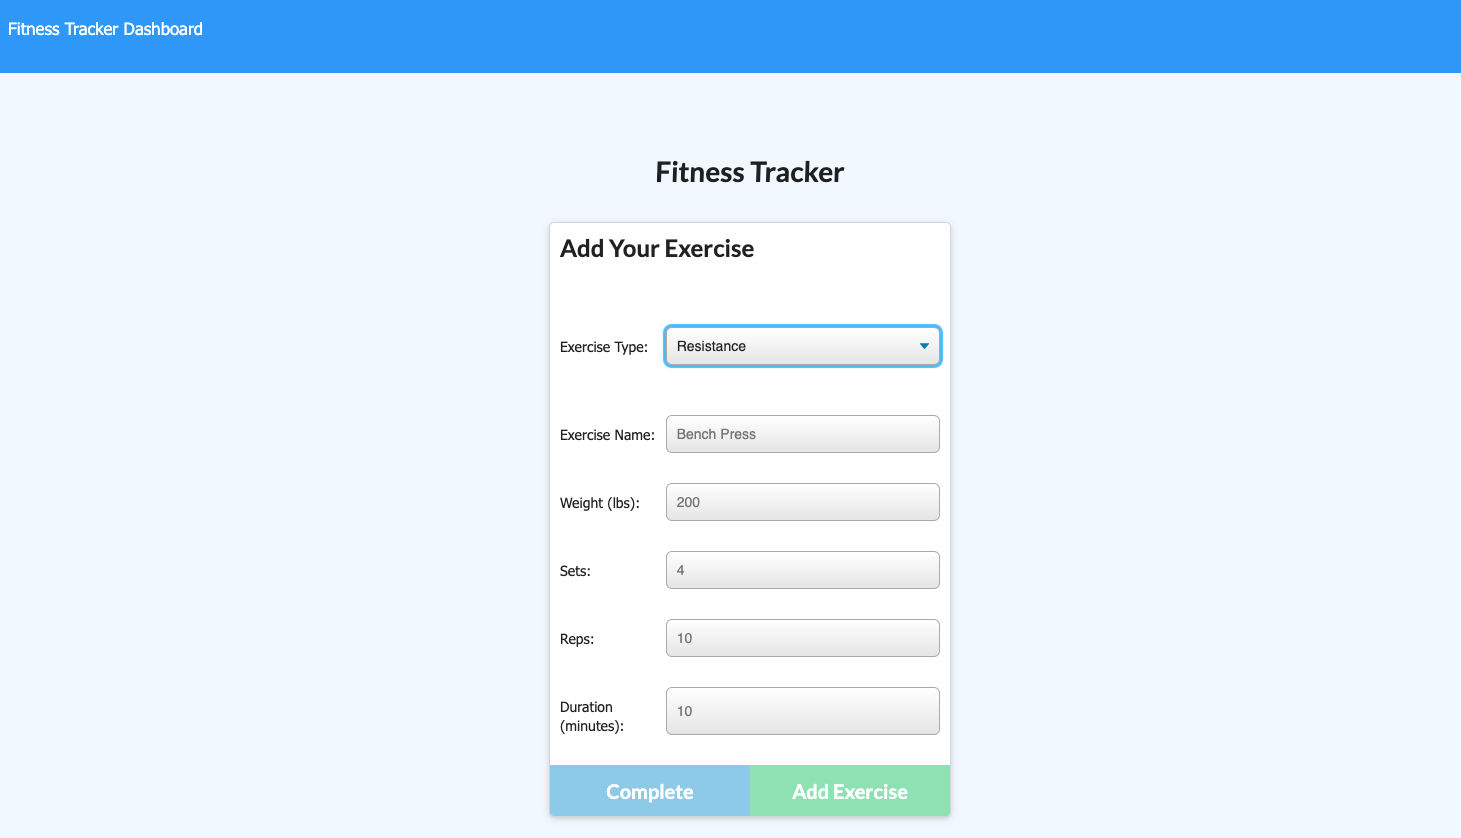 Fitness Tracker Dashboard
Fitness Tracker
Add Your Exercise
Exercise Type: Resistance
Exercise Name: Bench Press
Weight (lbs): 200
Sets: 4
Reps: 10
Duration
(minutes): 10
Complete Add Exercise